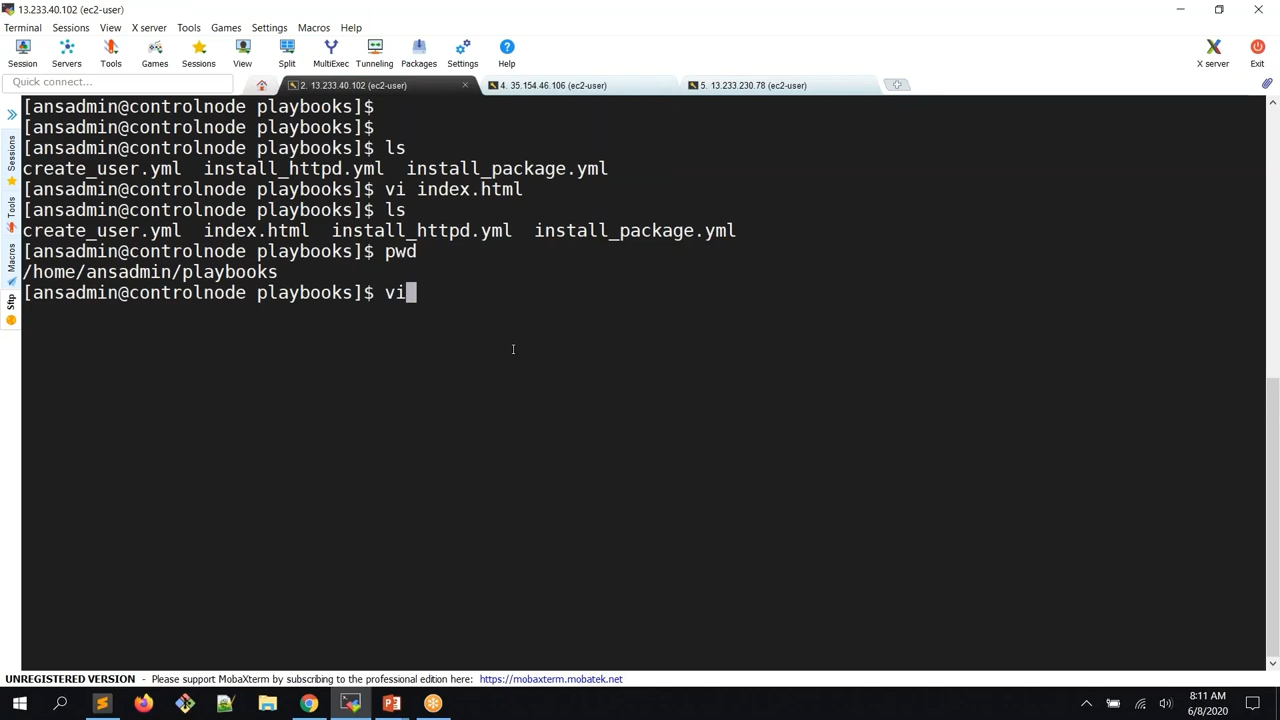 13.233.40.102 (ec2-user)
Terminal Sessions View X server Tools Games Settings Macros Help
Session Servers Tools Games Sessions View Split MultiExec Tunneling Packages Settings Help X server Exit
Quick connect...
2. 13.233.40.102 (ec2-user)
4. 35.154.46.106 (ec2-user)
5. 13.233.230.78 (ec2-user)
Sessions
Tools
Macros
Sftp
[ansadmin@controlnode playbooks]$
[ansadmin@controlnode playbooks]$
[ansadmin@controlnode playbooks]$ ls
create_user.yml install_httpd.yml install_package.yml
[ansadmin@controlnode playbooks]$ vi index.html
[ansadmin@controlnode playbooks]$ ls
create_user.yml index.html install_httpd.yml install_package.yml
[ansadmin@controlnode playbooks]$ pwd
/home/ansadmin/playbooks
[ansadmin@controlnode playbooks]$ vi
UNREGISTERED VERSION - Please support MobaXterm by subscribing to the professional edition here: https://mobaxterm.mobatek.net
8:11 AM
6/8/2020